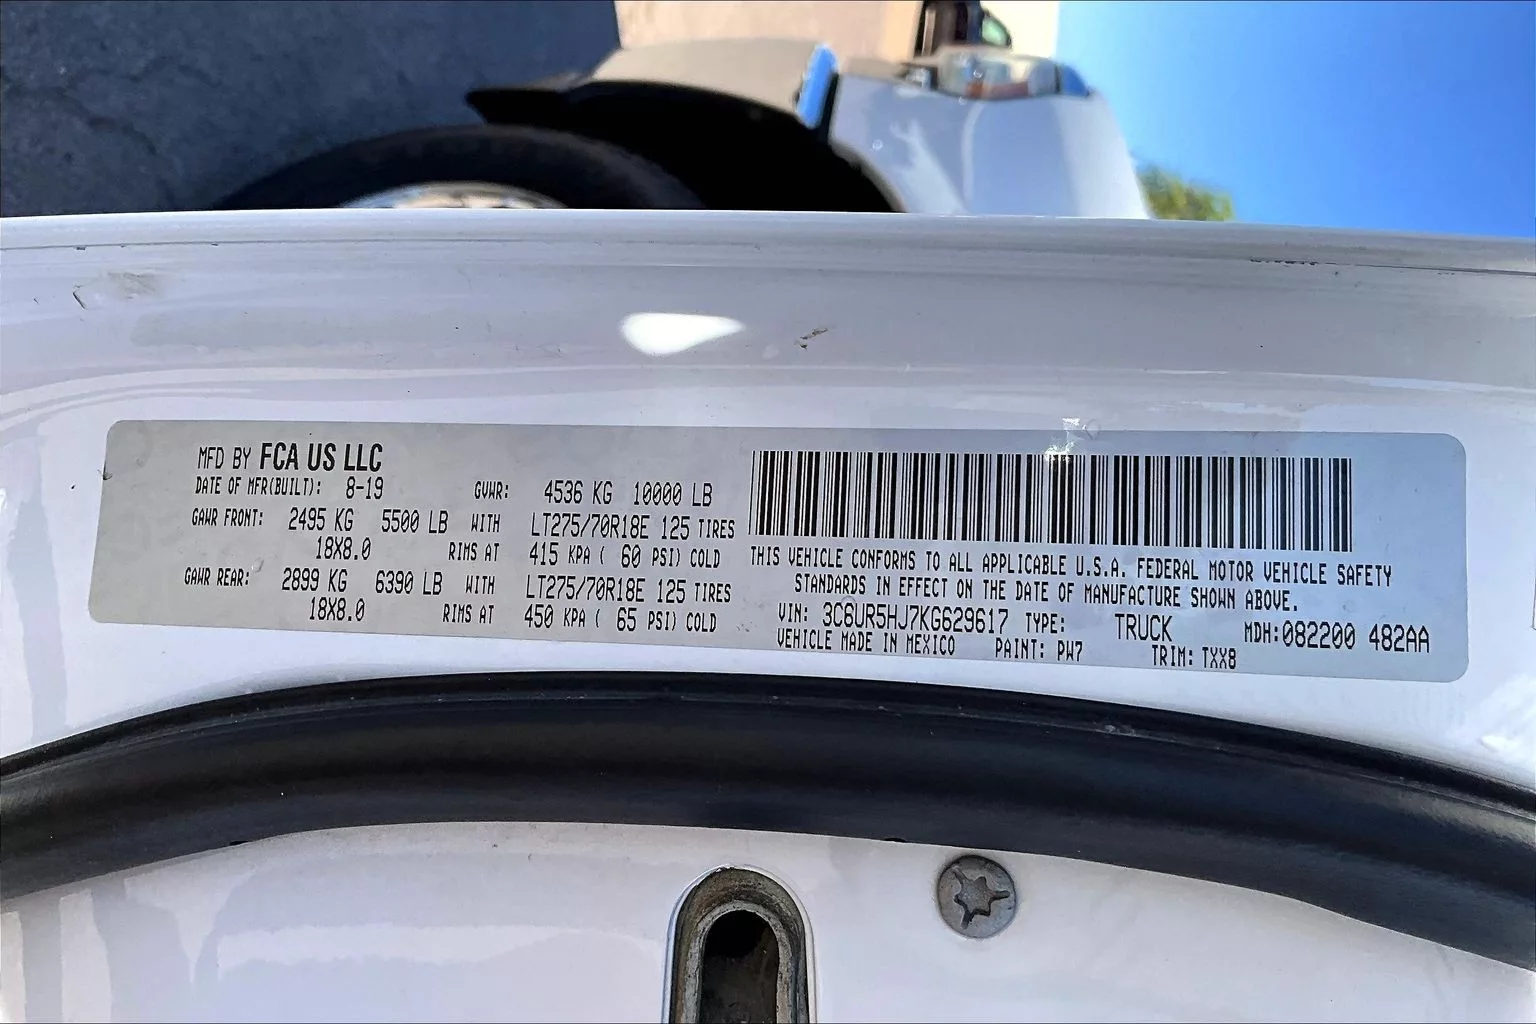 MFD BY FCA US LLC
DATE OF MFR(BUILT): 8-19 GVWR: 4536 KG 10000 LB
GAWR FRONT: 2495 KG 5500 LB WITH LT275/70R18E 125 TIRES
18X8.0 RIMS AT 415 KPA ( 60 PSI) COLD
GAWR REAR: 2899 KG 6390 LB WITH LT275/70R18E 125 TIRES
18X8.0 RIMS AT 450 KPA ( 65 PSI) COLD
THIS VEHICLE CONFORMS TO ALL APPLICABLE U.S.A. FEDERAL MOTOR VEHICLE SAFETY
STANDARDS IN EFFECT ON THE DATE OF MANUFACTURE SHOWN ABOVE.
VIN: 3C6UR5HJ7KG629617 TYPE: TRUCK MDH:082200 482AA
VEHICLE MADE IN MEXICO PAINT: PW7 TRIM: TXX8